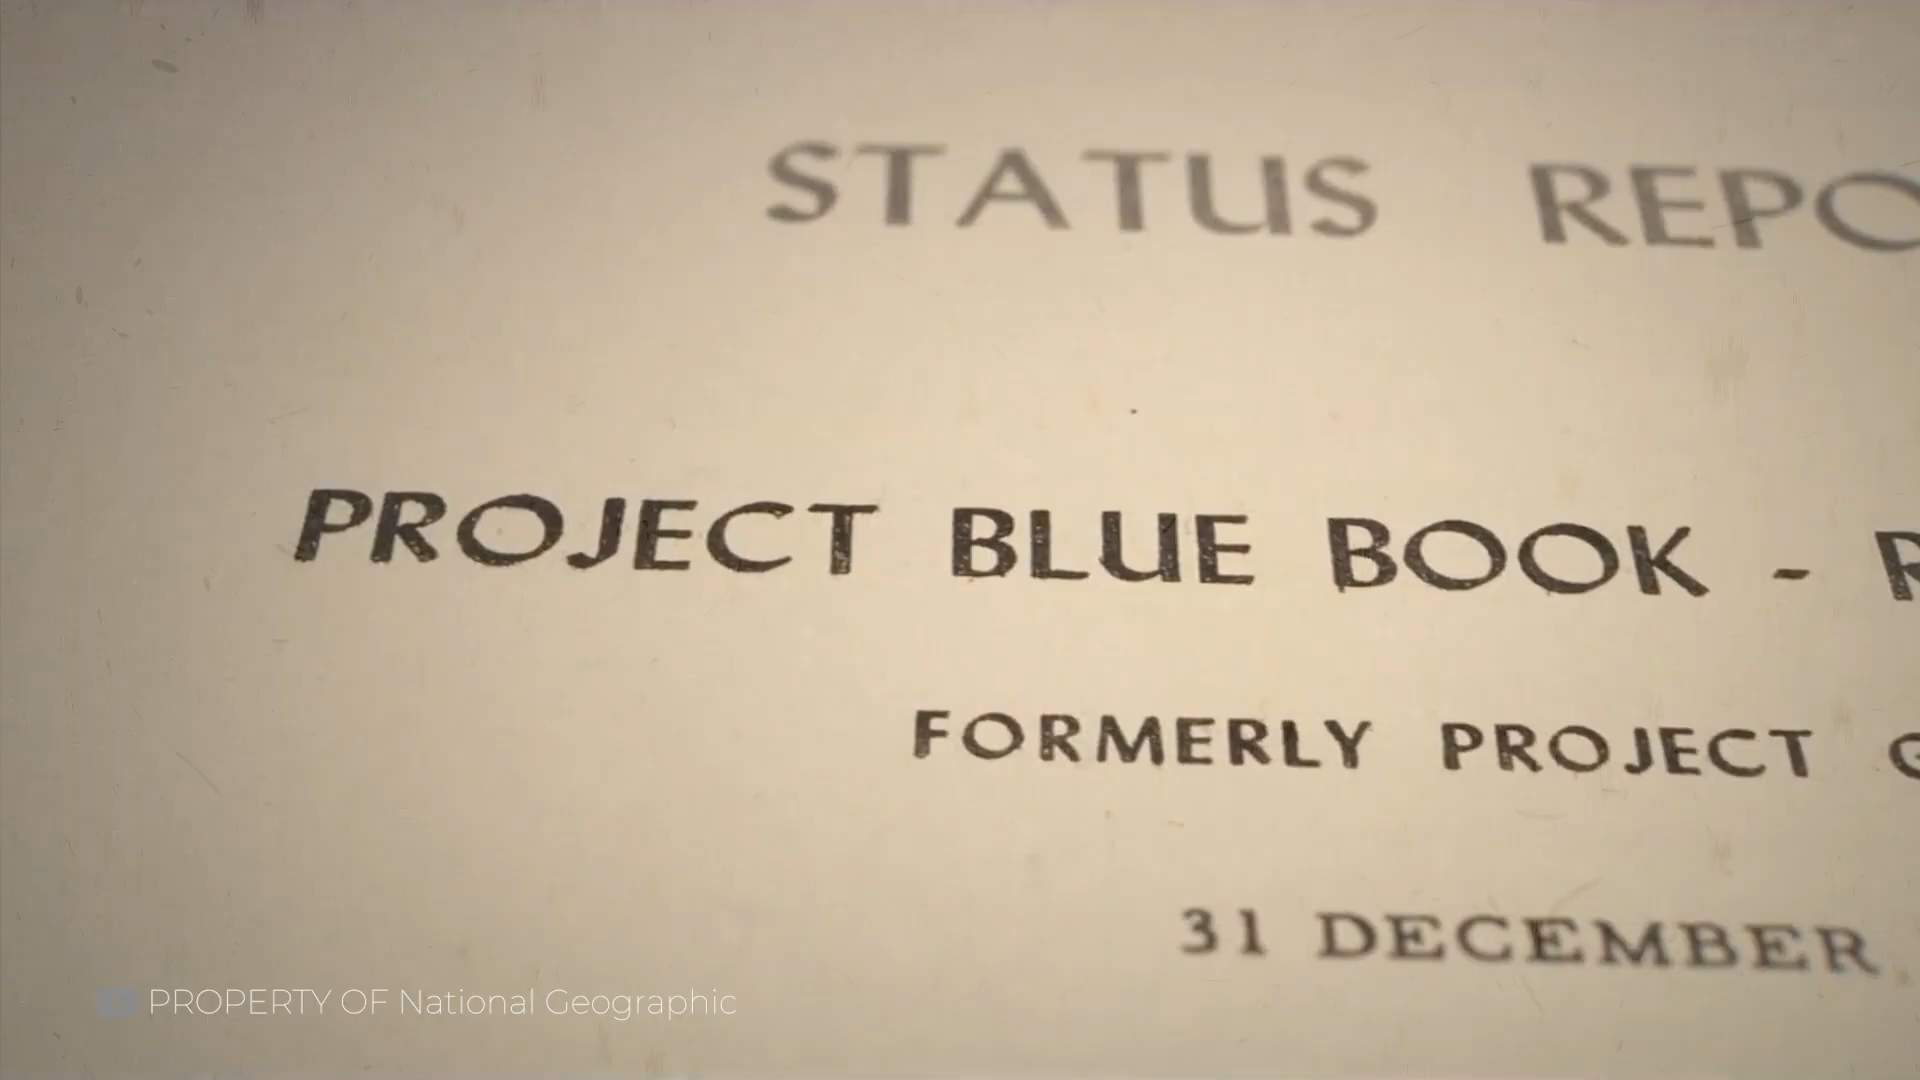 STATUS REPO
PROJECT BLUE BOOK - R
FORMERLY PROJECT G
31 DECEMBER
PROPERTY OF National Geographic